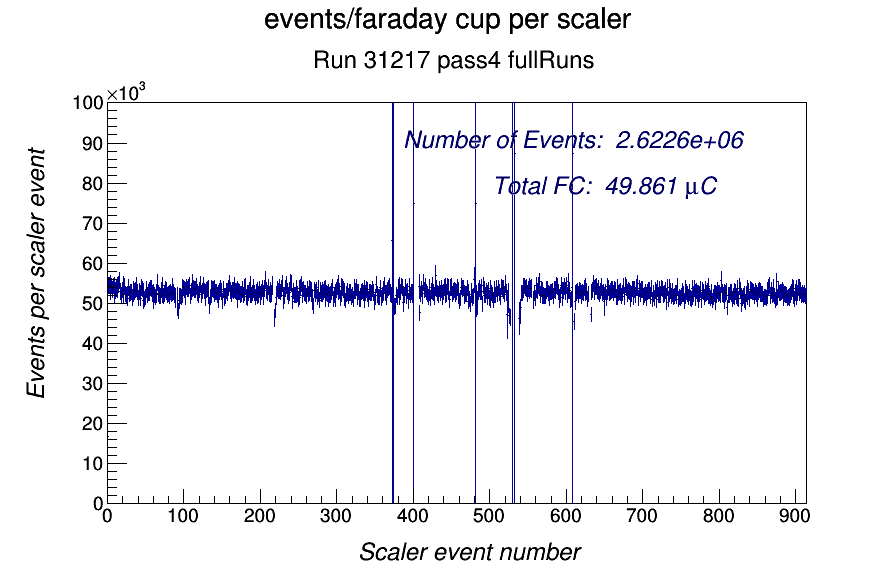 events/faraday cup per scaler
Run 31217 pass4 fullRuns
×10³
100
90
80
70
60
50
40
30
20
10
0
Events per scaler event
Number of Events: 2.6226e+06
Total FC: 49.861 μC
0 100 200 300 400 500 600 700 800 900
Scaler event number